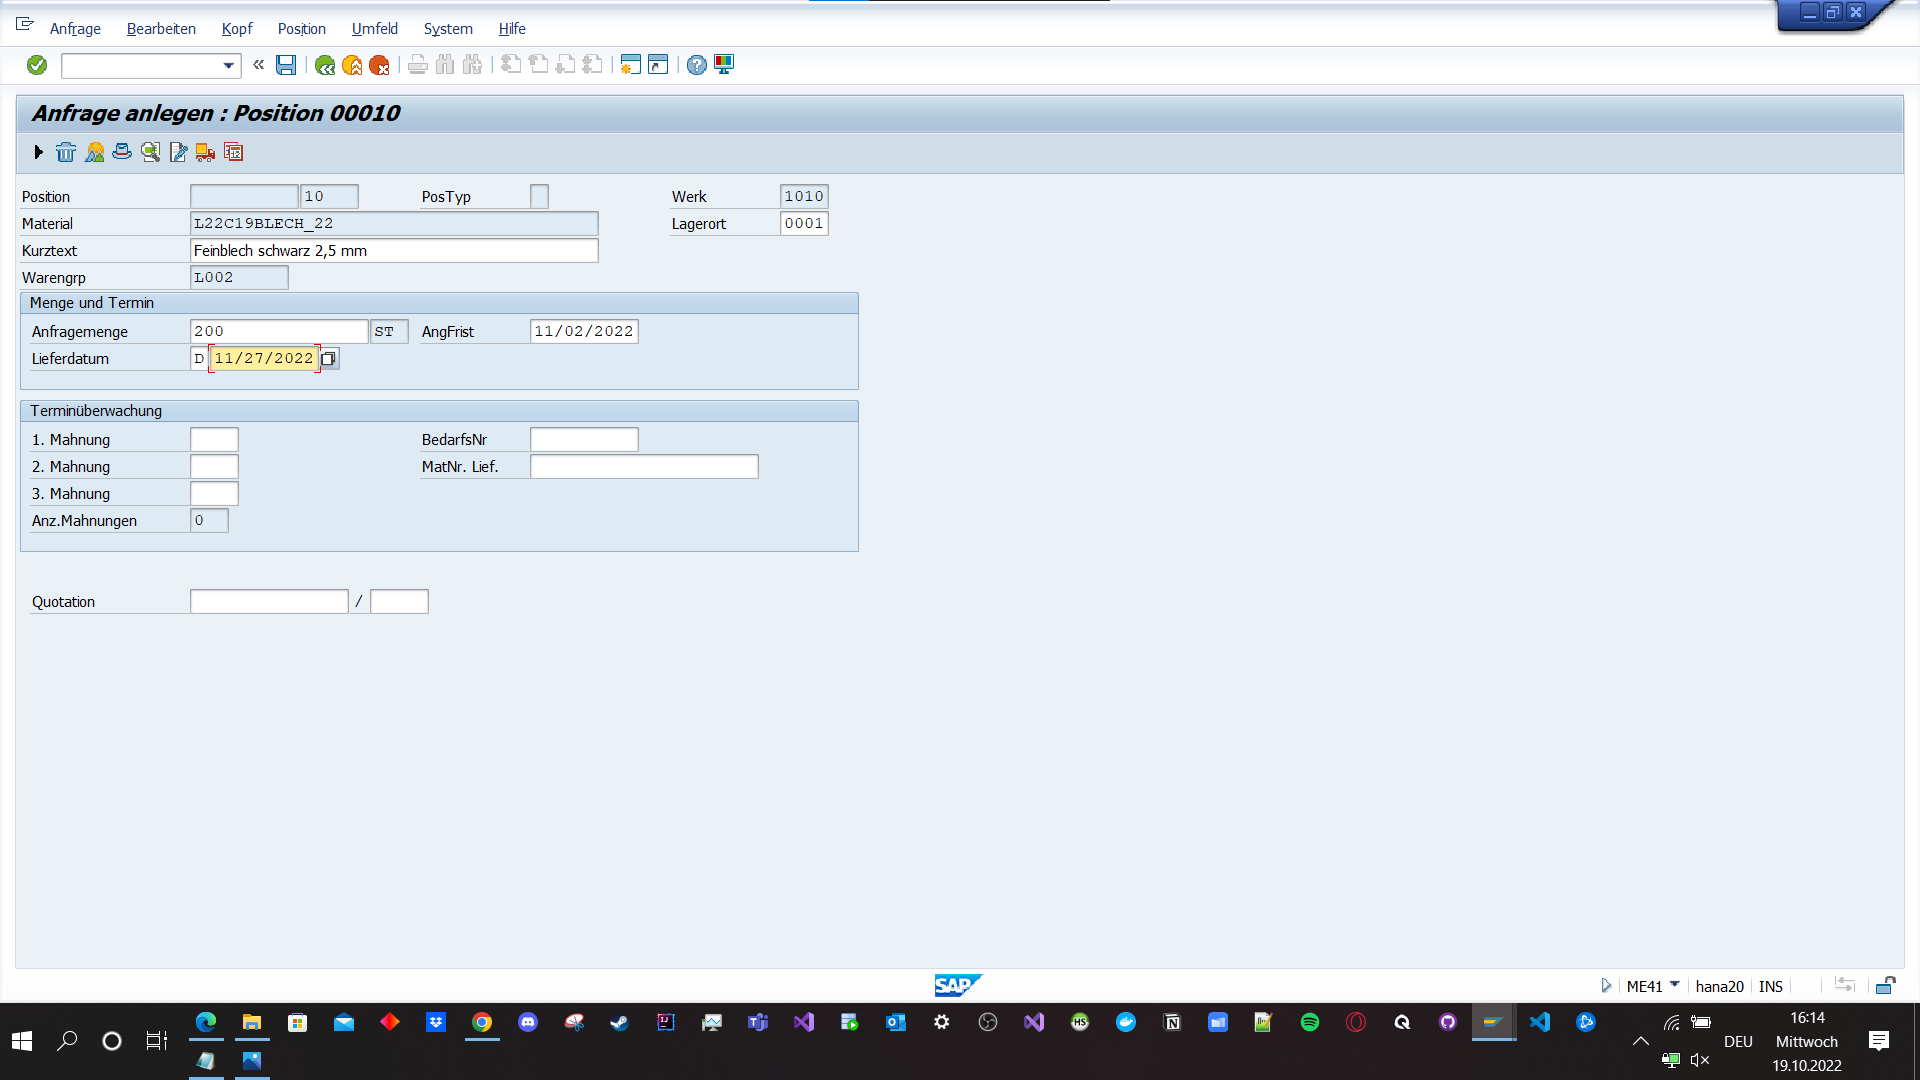 Anfrage Bearbeiten Kopf Position Umfeld System Hilfe
Anfrage anlegen : Position 00010
Position 10 PosTyp Werk 1010
Material L22C19BLECH_22 Lagerort 0001
Kurztext Feinblech schwarz 2,5 mm
Warengrp L002
Menge und Termin
Anfragemenge 200 ST AngFrist 11/02/2022
Lieferdatum D 11/27/2022
Terminüberwachung
1. Mahnung BedarfsNr
2. Mahnung MatNr. Lief.
3. Mahnung
Anz.Mahnungen 0
Quotation /
SAP ME41 hana20 INS
16:14
DEU Mittwoch
19.10.2022